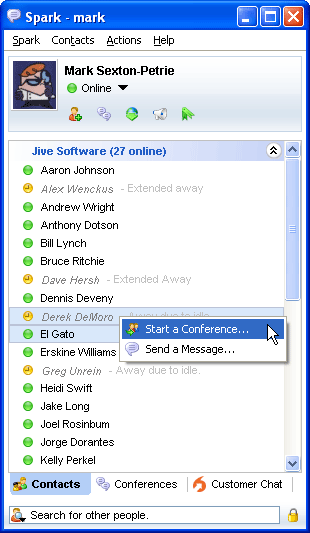 Spark - mark
Spark Contacts Actions Help
Mark Sexton-Petrie
Online
Jive Software (27 online)
Aaron Johnson
Alex Wenckus - Extended away
Andrew Wright
Anthony Dotson
Bill Lynch
Bruce Ritchie
Dave Hersh - Extended Away
Dennis Deveny
Derek DeMoro - Away due to idle.
El Gato
Start a Conference...
Erskine Williams
Send a Message...
Greg Unrein - Away due to idle.
Heidi Swift
Jake Long
Joel Rosinbum
Jorge Dorantes
Kelly Perkel
Contacts Conferences Customer Chat
Search for other people.